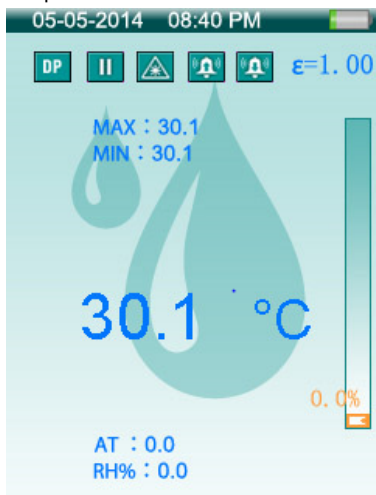 05-05-2014 08:40 PM
DP ε=1.00
MAX：30.1
MIN：30.1
30.1 °C
0.0%
AT：0.0
RH%：0.0